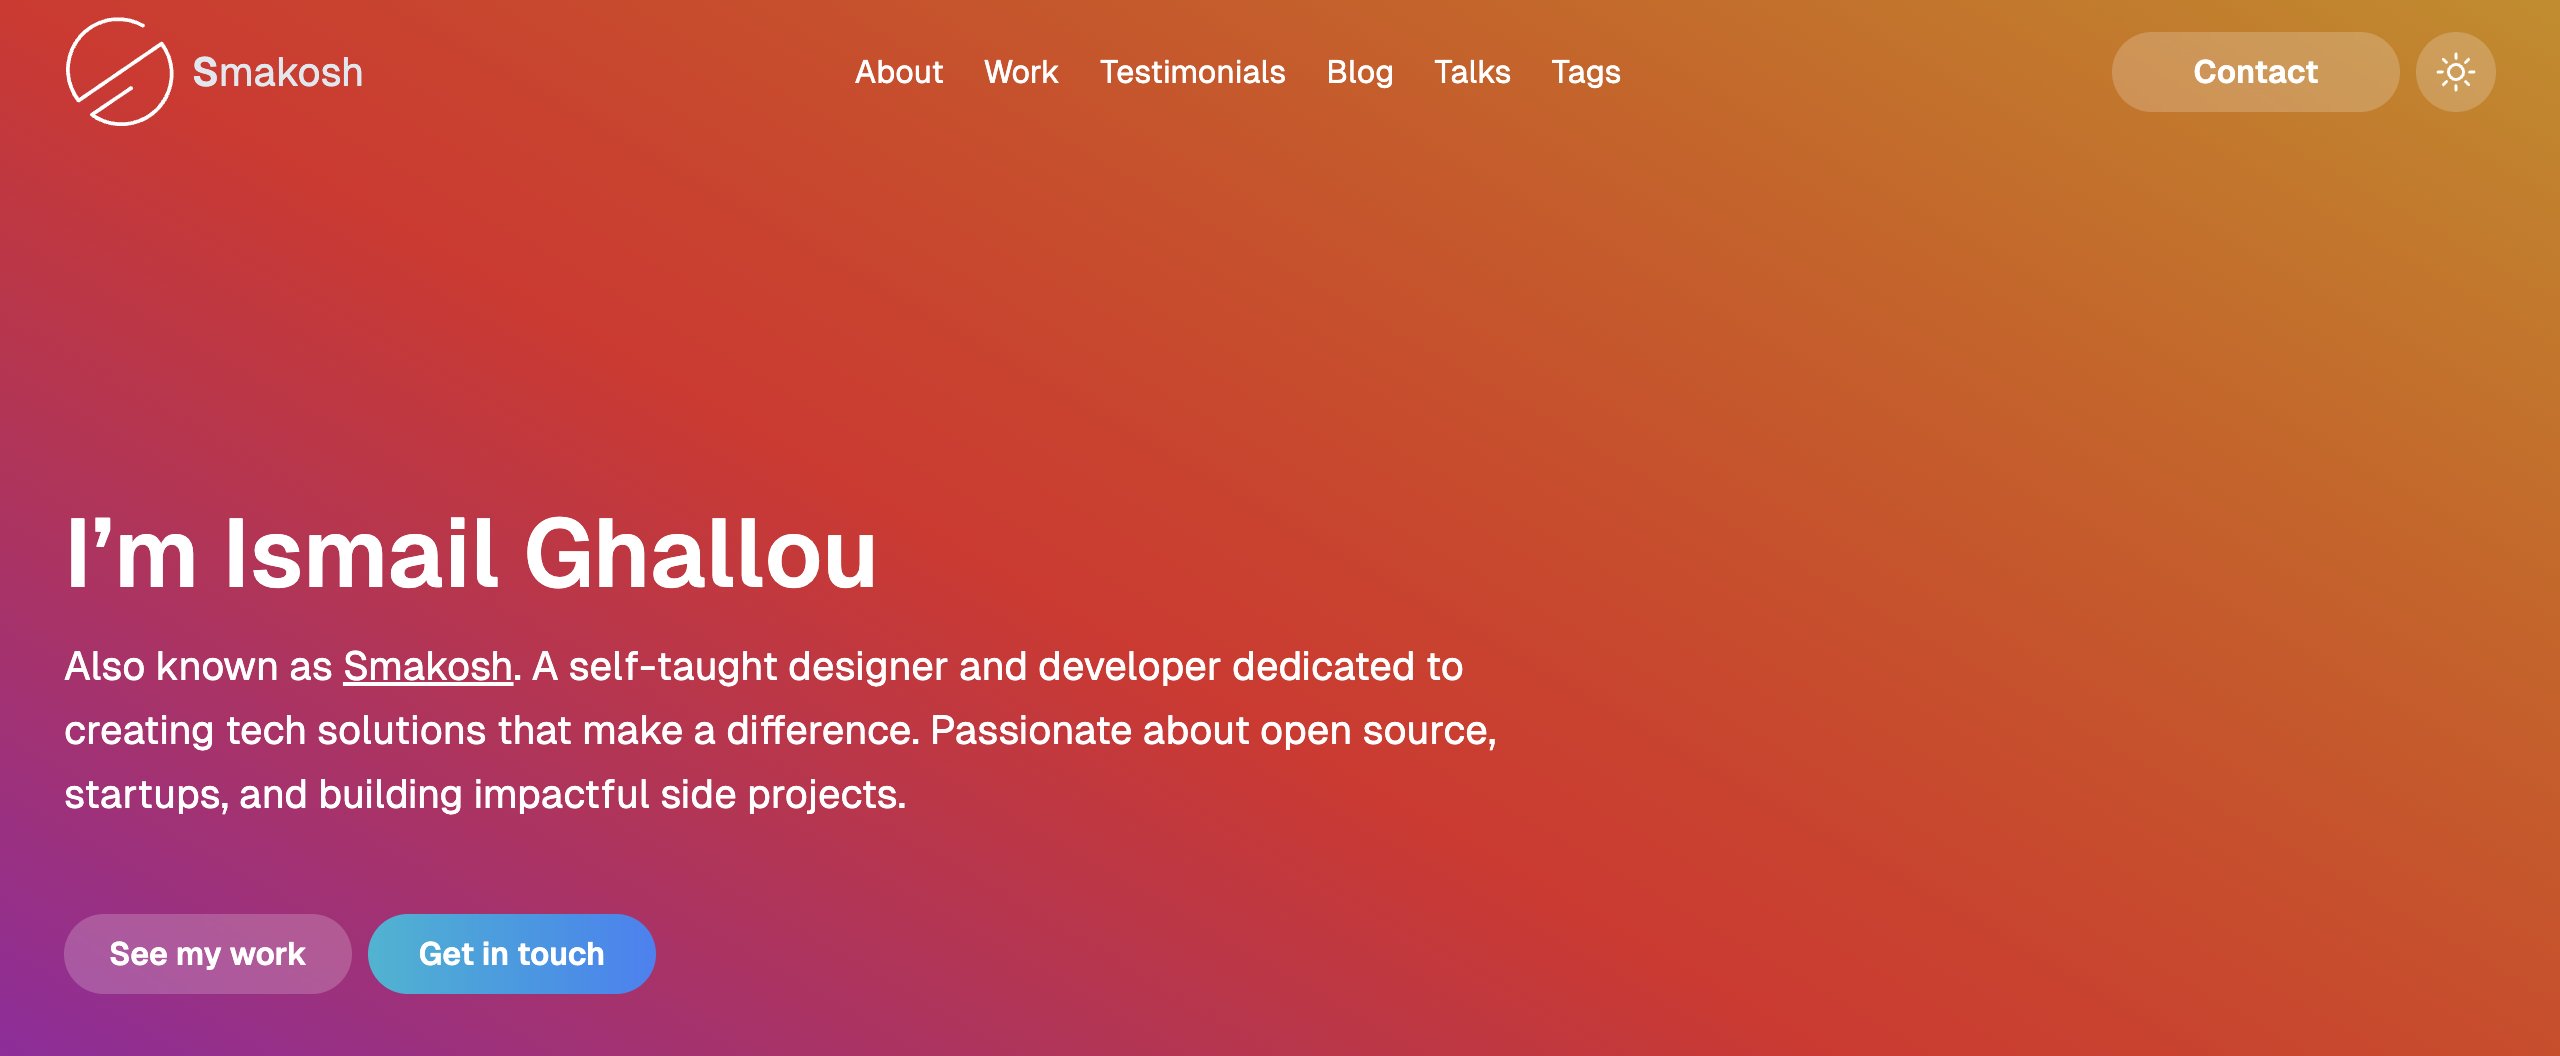 Smakosh
About Work Testimonials Blog Talks Tags
Contact
I’m Ismail Ghallou
Also known as Smakosh. A self-taught designer and developer dedicated to
creating tech solutions that make a difference. Passionate about open source,
startups, and building impactful side projects.
See my work
Get in touch